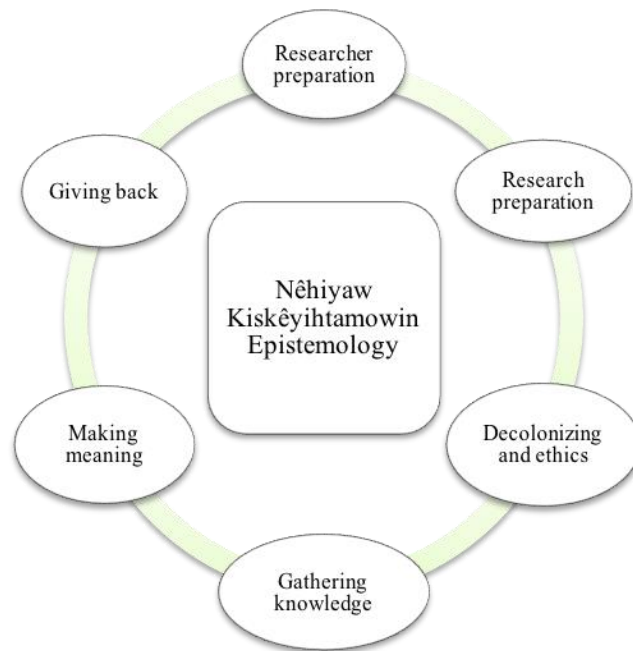 Researcher
preparation
Research
preparation
Decolonizing
and ethics
Gathering
knowledge
Making
meaning
Giving back
Nêhiyaw
Kiskêyihtamowin
Epistemology